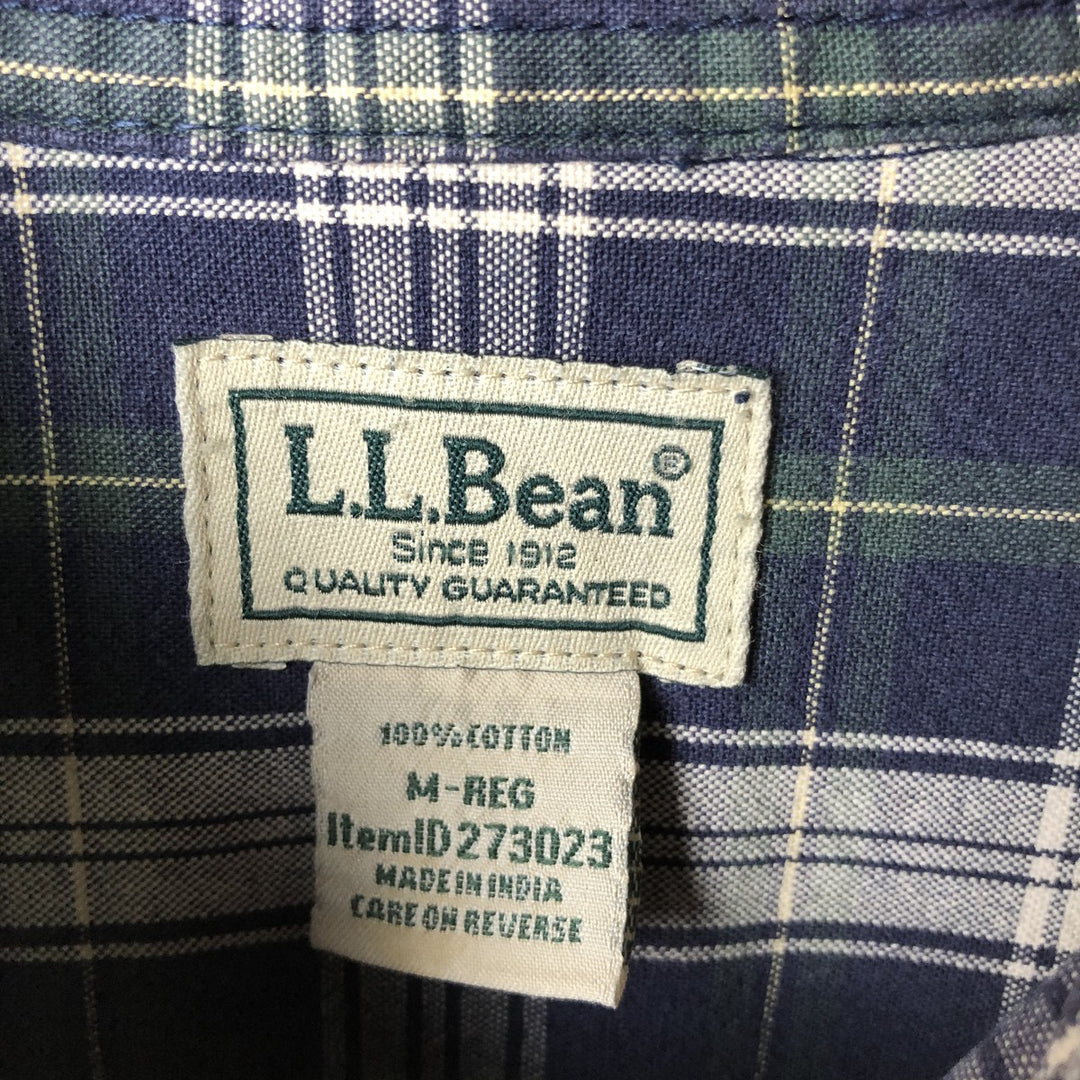 L.L.Bean®
Since 1912
QUALITY GUARANTEED
100% COTTON
M-REG
ItemID 273023
MADE IN INDIA
CARE ON REVERSE